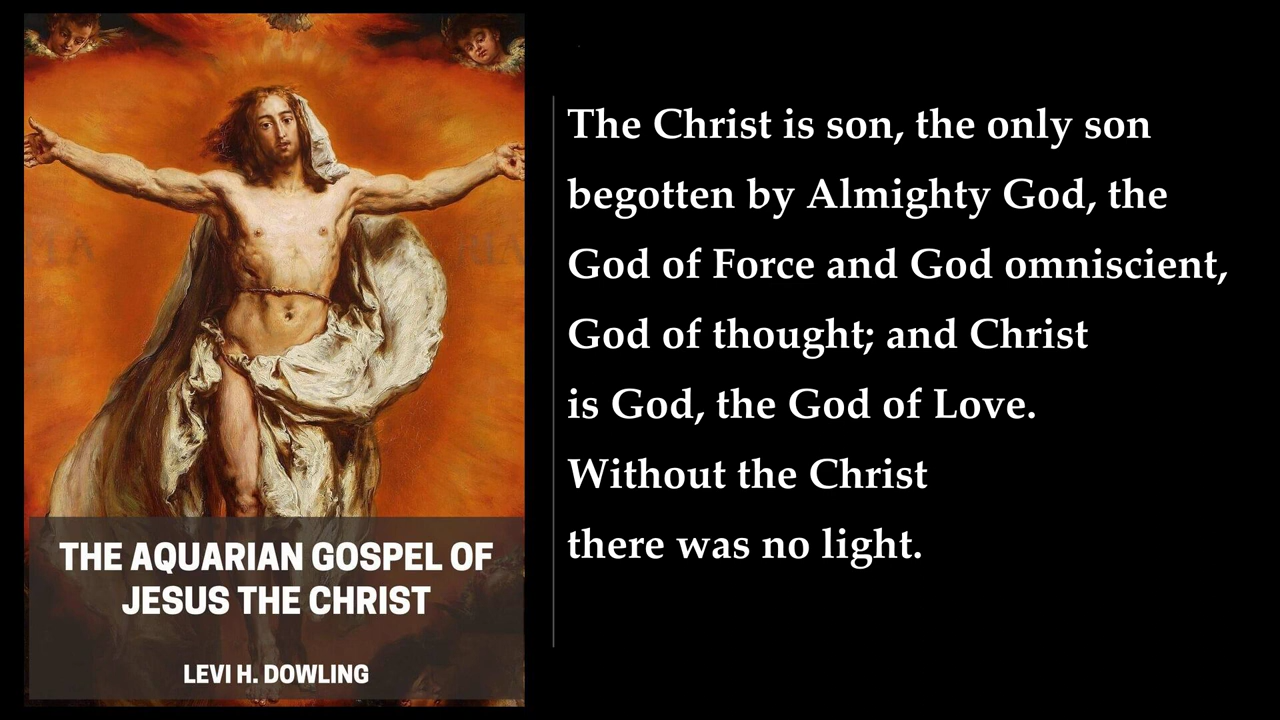 THE AQUARIAN GOSPEL OF
JESUS THE CHRIST
LEVI H. DOWLING
The Christ is son, the only son
begotten by Almighty God, the
God of Force and God omniscient,
God of thought; and Christ
is God, the God of Love.
Without the Christ
there was no light.